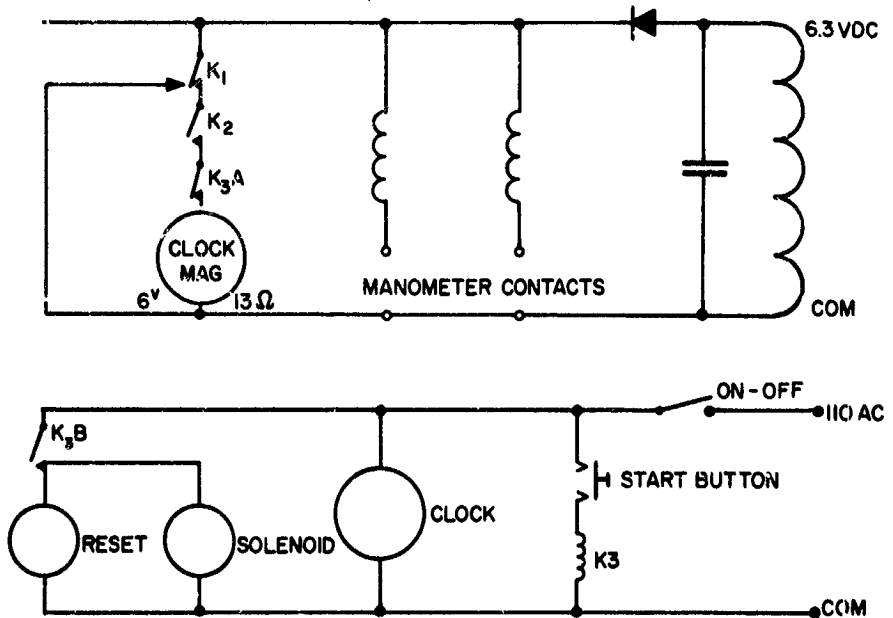 6.3 VDC
K1
K2
K3A
CLOCK
MAG
6V
13Ω
MANOMETER CONTACTS
COM
ON-OFF
110 AC
K3B
START BUTTON
CLOCK
RESET
SOLENOID
K3
COM